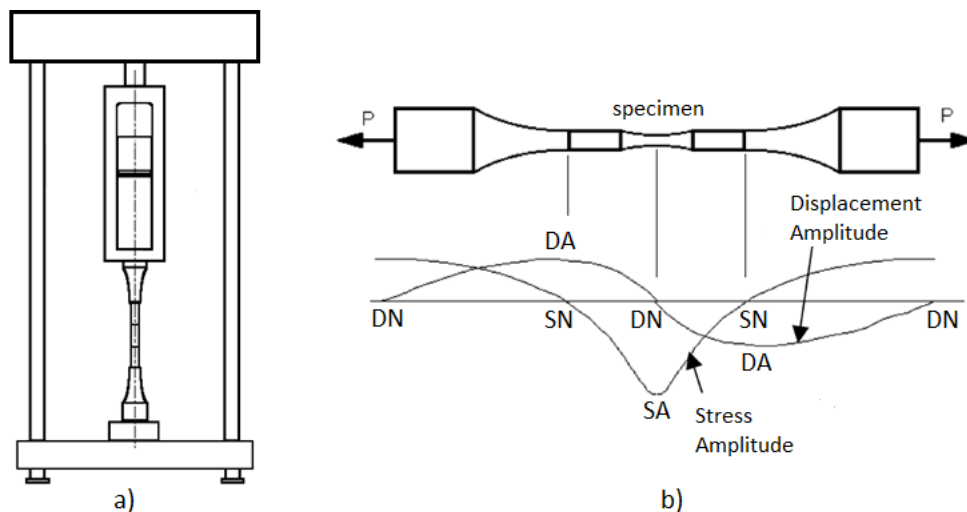 specimen
P
P
Displacement
Amplitude
DA
DN
SN
DN
SN
DN
DA
SA
Stress
Amplitude
a)
b)